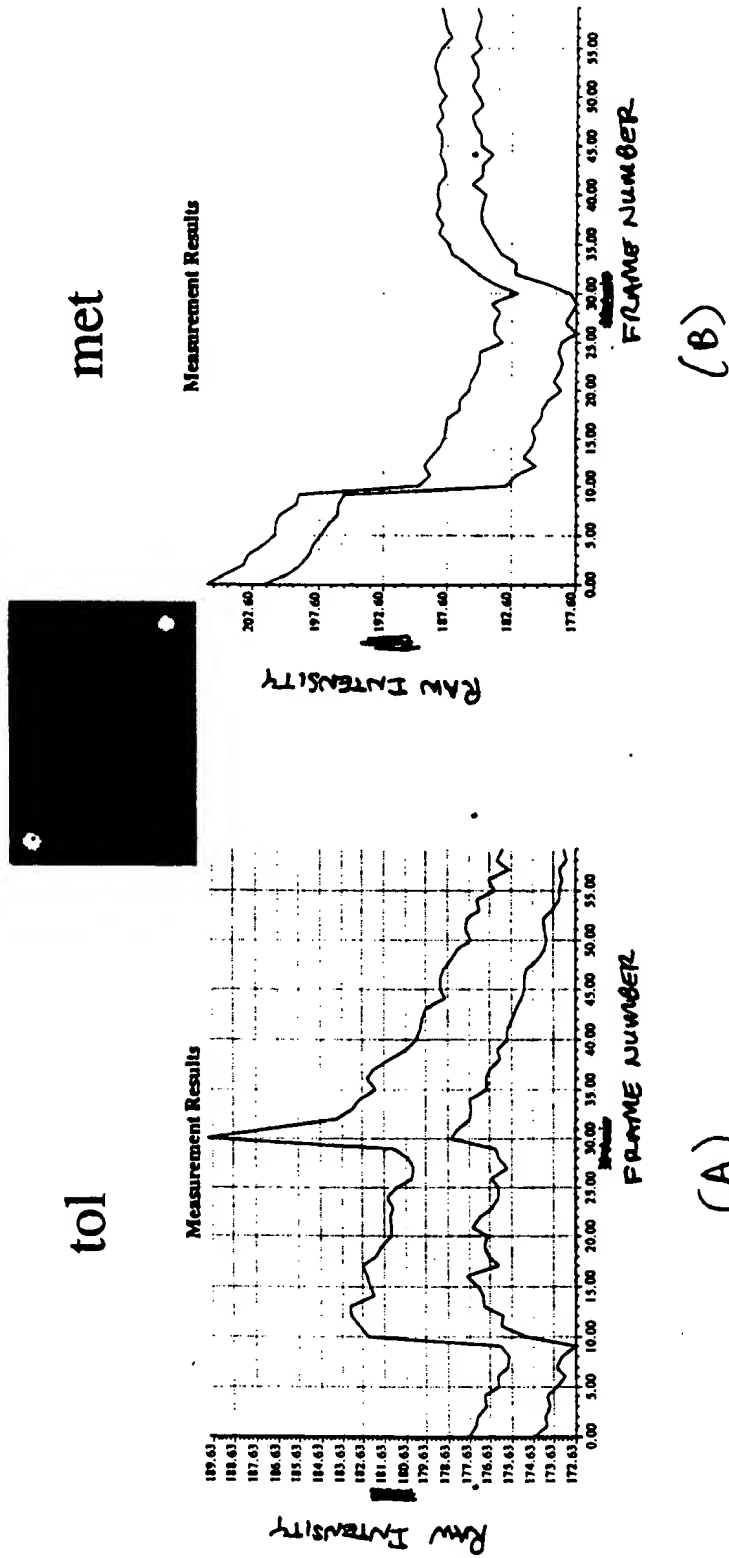 tol
Measurement Results
RAW INTENSITY
189.63
188.63
187.63
186.63
185.63
184.63
183.63
182.63
181.63
180.63
179.63
178.63
177.63
176.63
175.63
174.63
173.63
172.63
0.00 5.00 10.00 15.00 20.00 25.00 30.00 35.00 40.00 45.00 50.00 55.00
FRAME NUMBER
(A)
met
Measurement Results
RAW INTENSITY
202.60
197.60
192.60
187.60
182.60
177.60
0.00 5.00 10.00 15.00 20.00 25.00 30.00 35.00 40.00 45.00 50.00 55.00
FRAME NUMBER
(B)